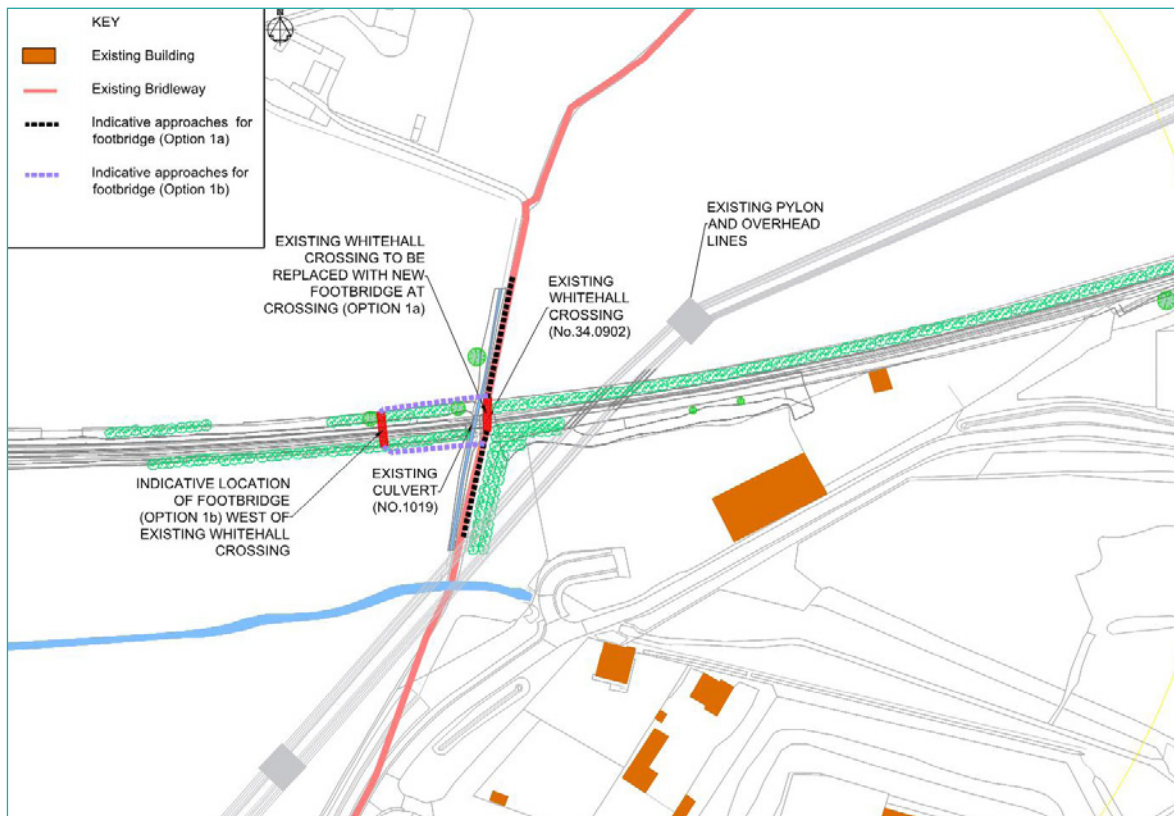 KEY
Existing Building
Existing Bridleway
Indicative approaches for
footbridge (Option 1a)
Indicative approaches for
footbridge (Option 1b)
EXISTING WHITEHALL
CROSSING TO BE
REPLACED WITH NEW
FOOTBRIDGE AT
CROSSING (OPTION 1a)
EXISTING
WHITEHALL
CROSSING
(No.34.0902)
EXISTING PYLON
AND OVERHEAD
LINES
INDICATIVE LOCATION
OF FOOTBRIDGE
(OPTION 1b) WEST OF
EXISTING WHITEHALL
CROSSING
EXISTING
CULVERT
(NO.1019)